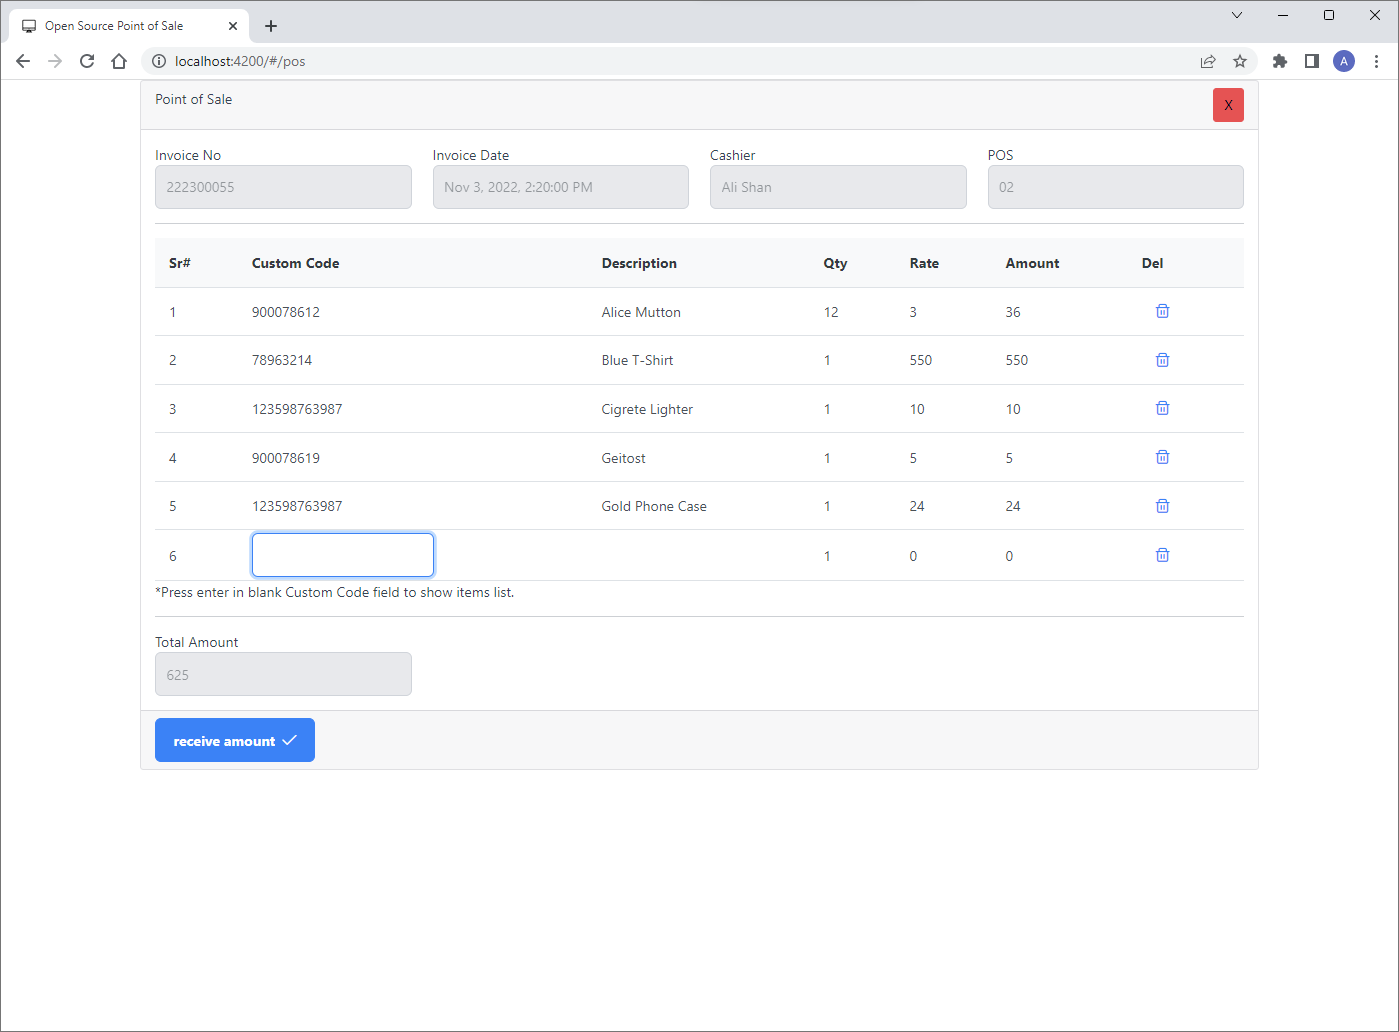 Open Source Point of Sale
localhost:4200/#/pos
A
Point of Sale
X
Invoice No Invoice Date Cashier POS
222300055 Nov 3, 2022, 2:20:00 PM Ali Shan 02
Sr# Custom Code Description Qty Rate Amount Del
1 900078612 Alice Mutton 12 3 36
2 78963214 Blue T-Shirt 1 550 550
3 123598763987 Cigrete Lighter 1 10 10
4 900078619 Geitost 1 5 5
5 123598763987 Gold Phone Case 1 24 24
6 1 0 0
*Press enter in blank Custom Code field to show items list.
Total Amount
625
receive amount